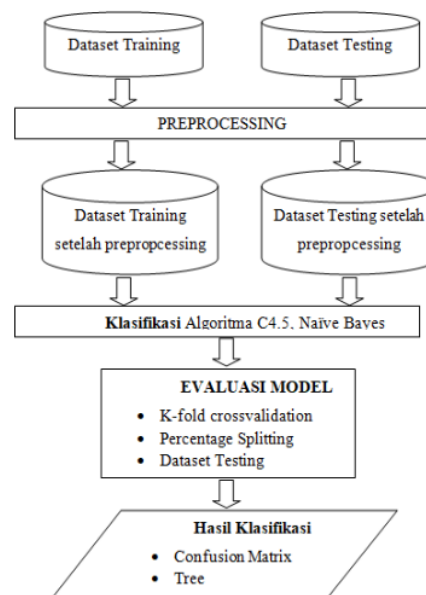 Dataset Training
Dataset Testing
PREPROCESSING
Dataset Training
setelah prepropcessing
Dataset Testing setelah
prepropcessing
Klasifikasi Algoritma C4.5, Naïve Bayes
EVALUASI MODEL
• K-fold crossvalidation
• Percentage Splitting
• Dataset Testing
Hasil Klasifikasi
• Confusion Matrix
• Tree